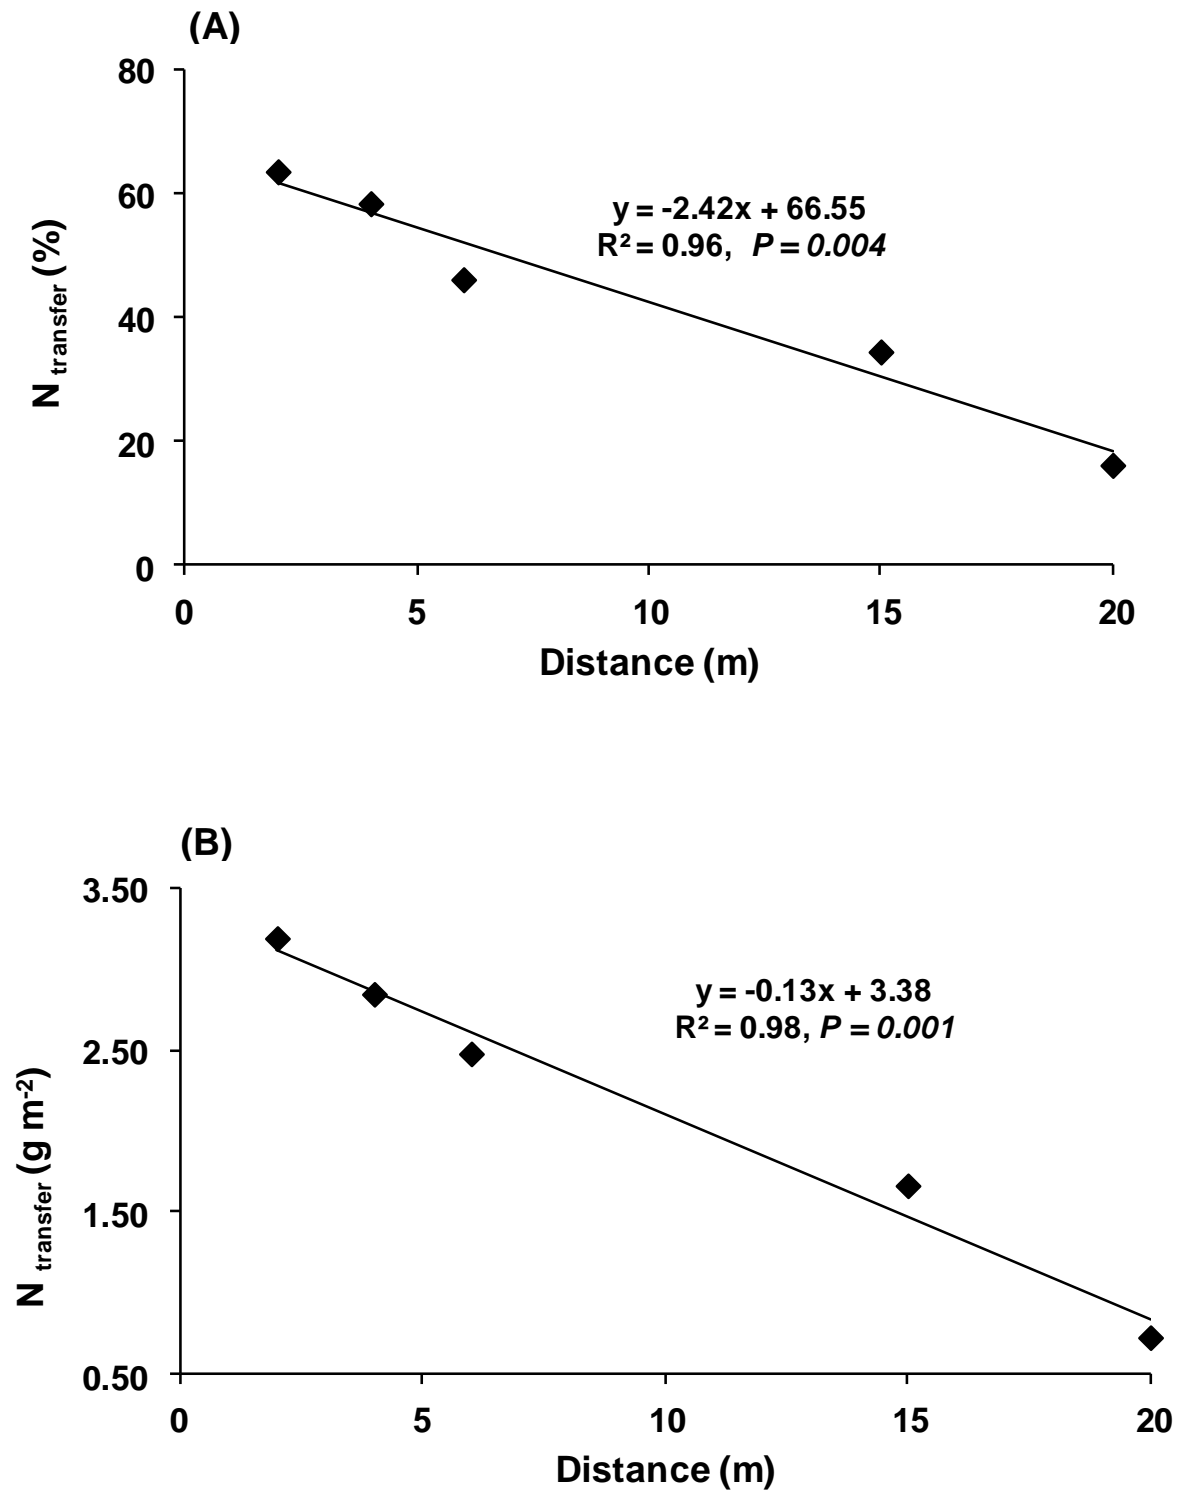 (A)
80
60
40
20
0
N transfer (%)
y = -2.42x + 66.55
R² = 0.96, P = 0.004
0 5 10 15 20
Distance (m)
(B)
3.50
2.50
1.50
0.50
N transfer (g m-2)
y = -0.13x + 3.38
R² = 0.98, P = 0.001
0 5 10 15 20
Distance (m)